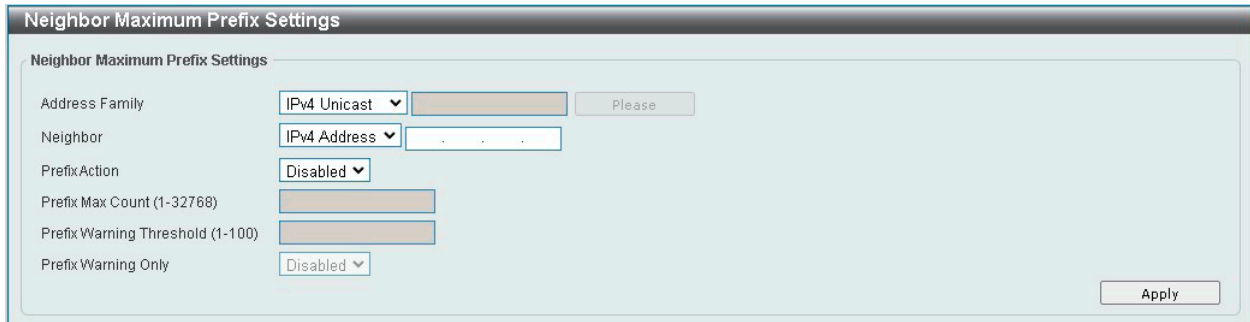 Neighbor Maximum Prefix Settings
Neighbor Maximum Prefix Settings
Address Family IPv4 Unicast Please
Neighbor IPv4 Address . . .
Prefix Action Disabled
Prefix Max Count (1-32768)
Prefix Warning Threshold (1-100)
Prefix Warning Only Disabled
Apply